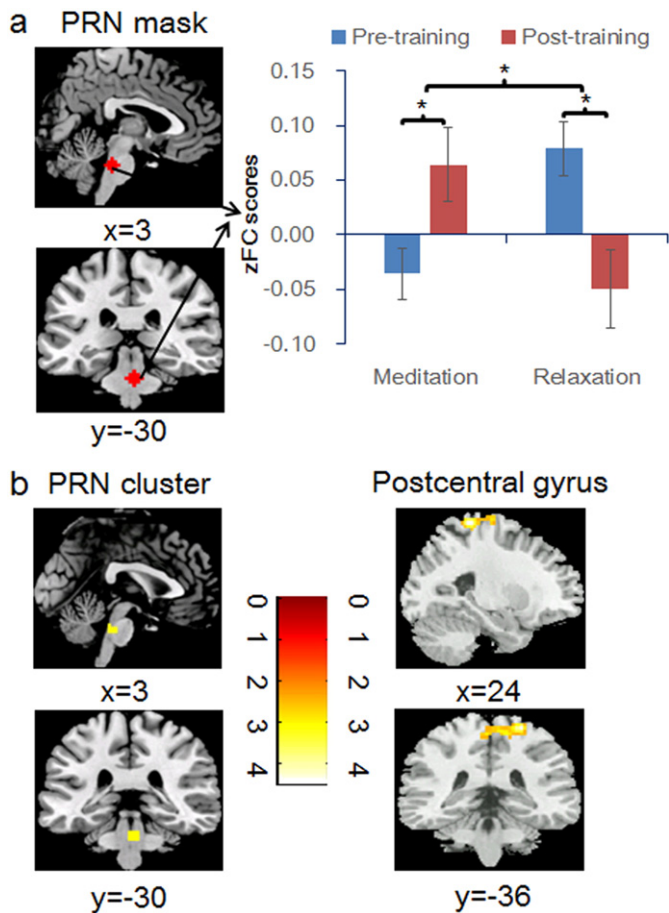 a
PRN mask
x=3
y=-30
Pre-training
Post-training
zFC scores
0.15
0.10
0.05
0.00
-0.05
-0.10
*
*
*
Meditation
Relaxation
b
PRN cluster
x=3
y=-30
0
1
2
3
4
0
1
2
3
4
Postcentral gyrus
x=24
y=-36